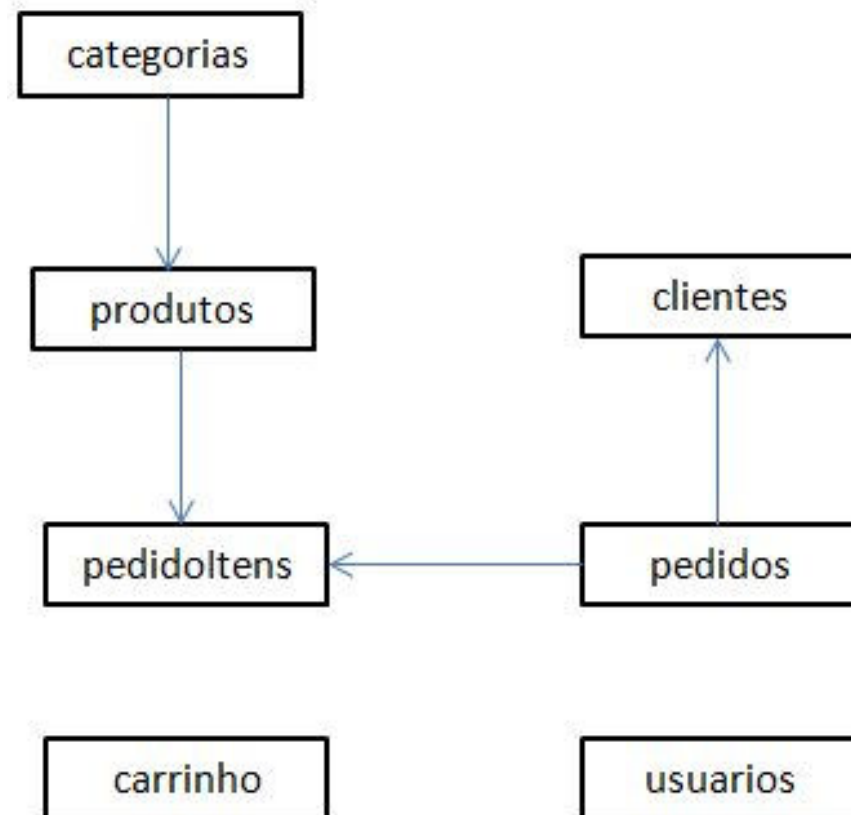 categorias
produtos
clientes
pedidoItens
pedidos
carrinho
usuarios